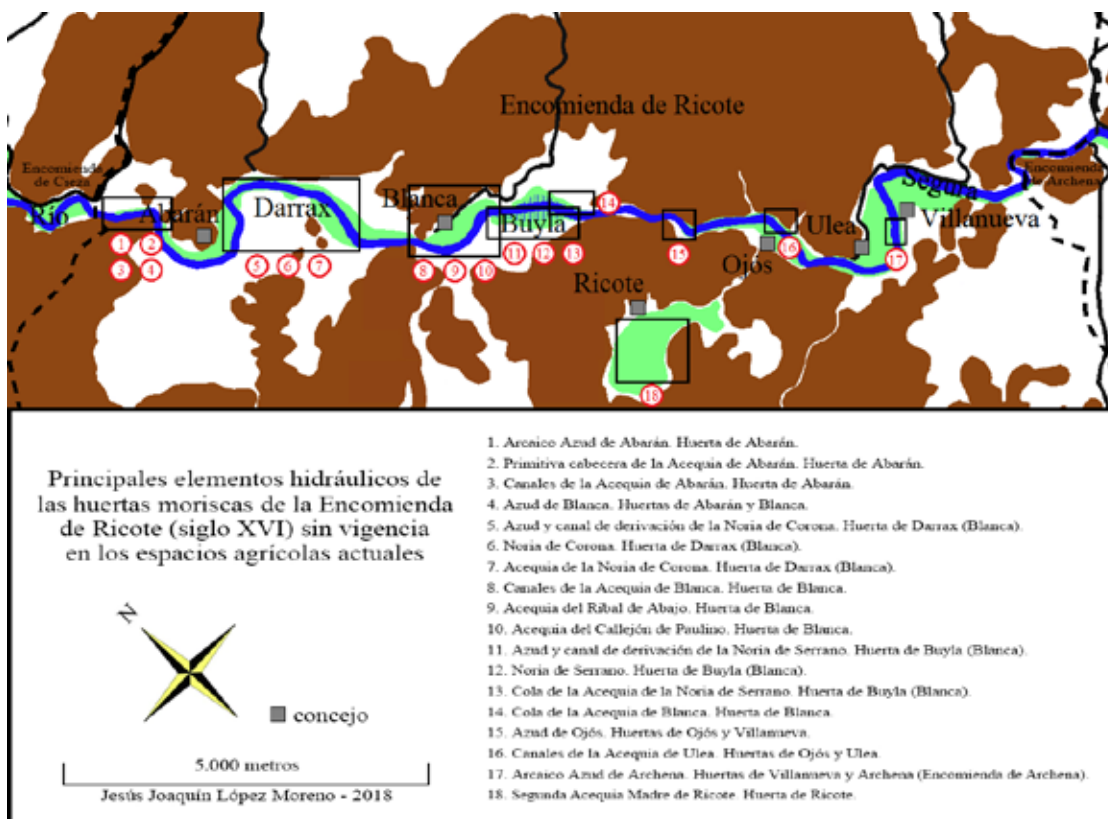 Encomienda de Ricote
Encomienda
de Cieza
Río
Abarán
Darrax
Blanca
Buyla
Segura
Encomienda
de Archena
Ulea
Villanueva
Ojós
Ricote
1
2
3
4
5
6
7
8
9
10
11
12
13
14
15
16
17
18
Principales elementos hidráulicos de
las huertas moriscas de la Encomienda
de Ricote (siglo XVI) sin vigencia
en los espacios agrícolas actuales
N
concejo
5.000 metros
Jesús Joaquín López Moreno - 2018
1. Arcaico Azud de Abarán. Huerta de Abarán.
2. Primitiva cabecera de la Acequia de Abarán. Huerta de Abarán.
3. Canales de la Acequia de Abarán. Huerta de Abarán.
4. Azud de Blanca. Huertas de Abarán y Blanca.
5. Azud y canal de derivación de la Noria de Corona. Huerta de Darrax (Blanca).
6. Noria de Corona. Huerta de Darrax (Blanca).
7. Acequia de la Noria de Corona. Huerta de Darrax (Blanca).
8. Canales de la Acequia de Blanca. Huerta de Blanca.
9. Acequia del Ribal de Abajo. Huerta de Blanca.
10. Acequia del Callejón de Paulino. Huerta de Blanca.
11. Azud y canal de derivación de la Noria de Serrano. Huerta de Buyla (Blanca).
12. Noria de Serrano. Huerta de Buyla (Blanca).
13. Cola de la Acequia de la Noria de Serrano. Huerta de Buyla (Blanca).
14. Cola de la Acequia de Blanca. Huerta de Blanca.
15. Azud de Ojós. Huertas de Ojós y Villanueva.
16. Canales de la Acequia de Ulea. Huertas de Ojós y Ulea.
17. Arcaico Azud de Archena. Huertas de Villanueva y Archena (Encomienda de Archena).
18. Segunda Acequia Madre de Ricote. Huerta de Ricote.